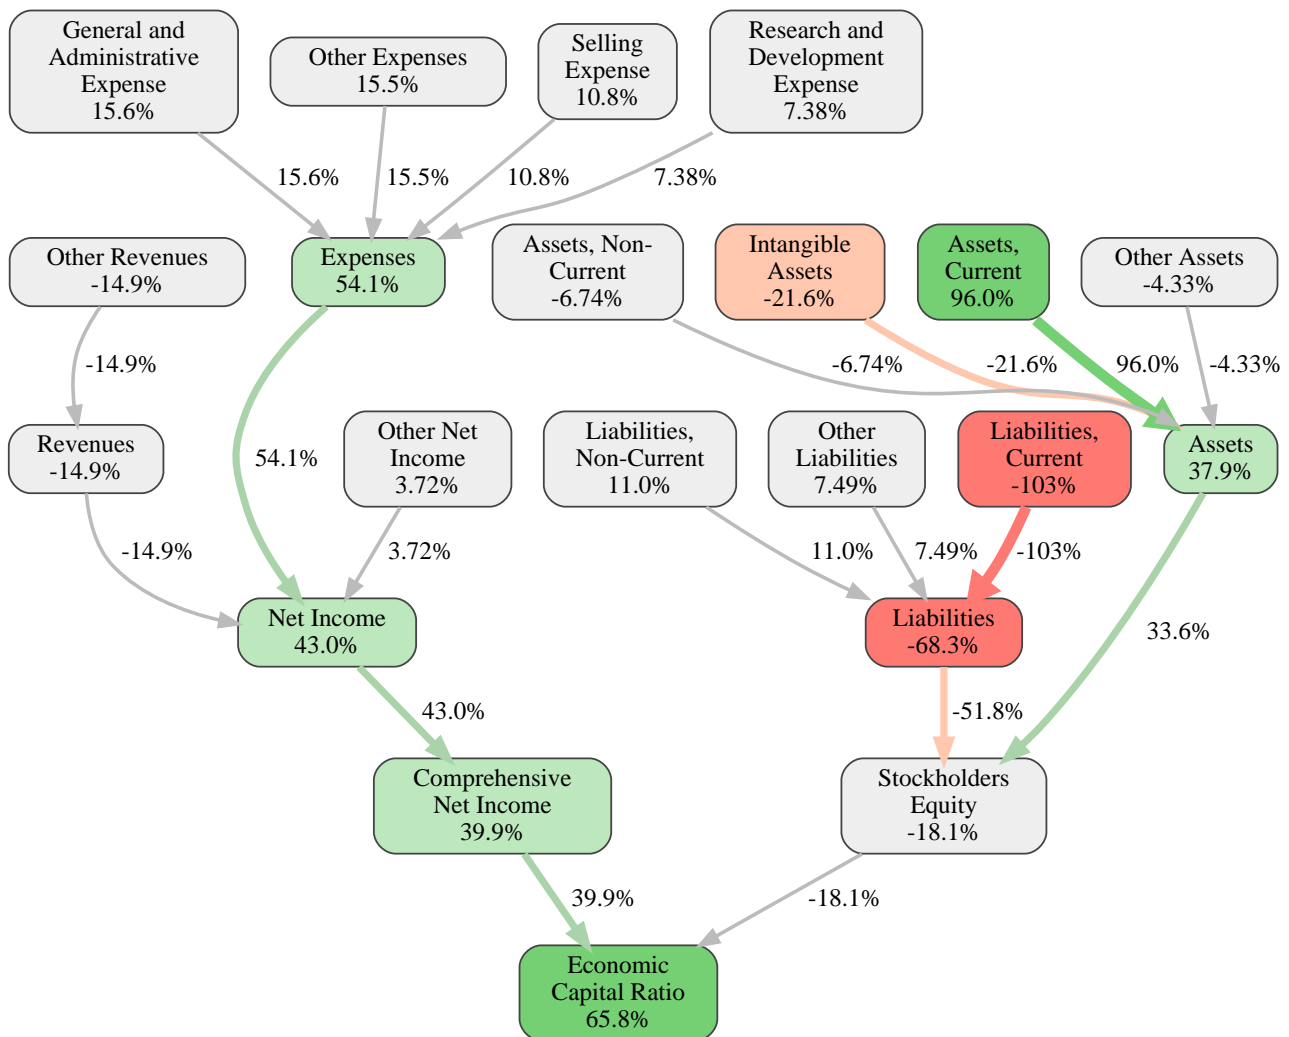 General and
Administrative
Expense
15.6%
Other Expenses
15.5%
Selling
Expense
10.8%
Research and
Development
Expense
7.38%
15.6%
15.5%
10.8%
7.38%
Other Revenues
-14.9%
Expenses
54.1%
Assets, Non-
Current
-6.74%
Intangible
Assets
-21.6%
Assets,
Current
96.0%
Other Assets
-4.33%
-14.9%
-6.74%
-21.6%
96.0%
-4.33%
Revenues
-14.9%
54.1%
Other Net
Income
3.72%
Liabilities,
Non-Current
11.0%
Other
Liabilities
7.49%
Liabilities,
Current
-103%
Assets
37.9%
-14.9%
3.72%
11.0%
7.49%
-103%
Net Income
43.0%
Liabilities
-68.3%
33.6%
43.0%
-51.8%
Comprehensive
Net Income
39.9%
Stockholders
Equity
-18.1%
39.9%
-18.1%
Economic
Capital Ratio
65.8%